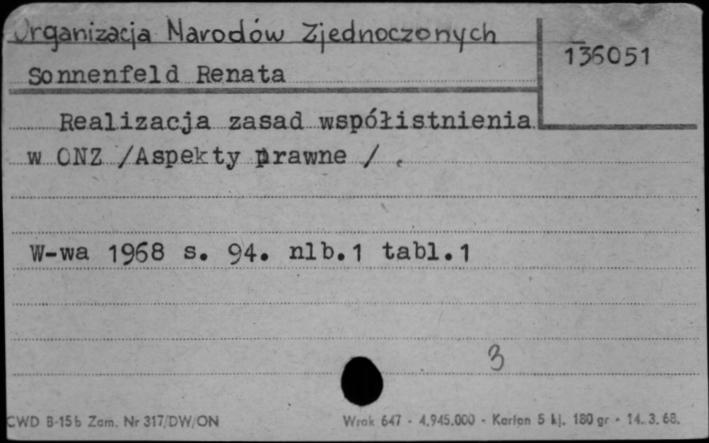 Organizacja Narodów Zjednoczonych
136051
Sonnenfeld Renata
Realizacja zasad współistnienia
w ONZ /Aspekty prawne /.
W-wa 1968 s. 94. nlb.1 tabl.1
3
CWD B-15b Zam. Nr 317/DW/ON
Wrok 647 - 4.945.000 - Karton 5 kl. 180 gr - 14.3.68.